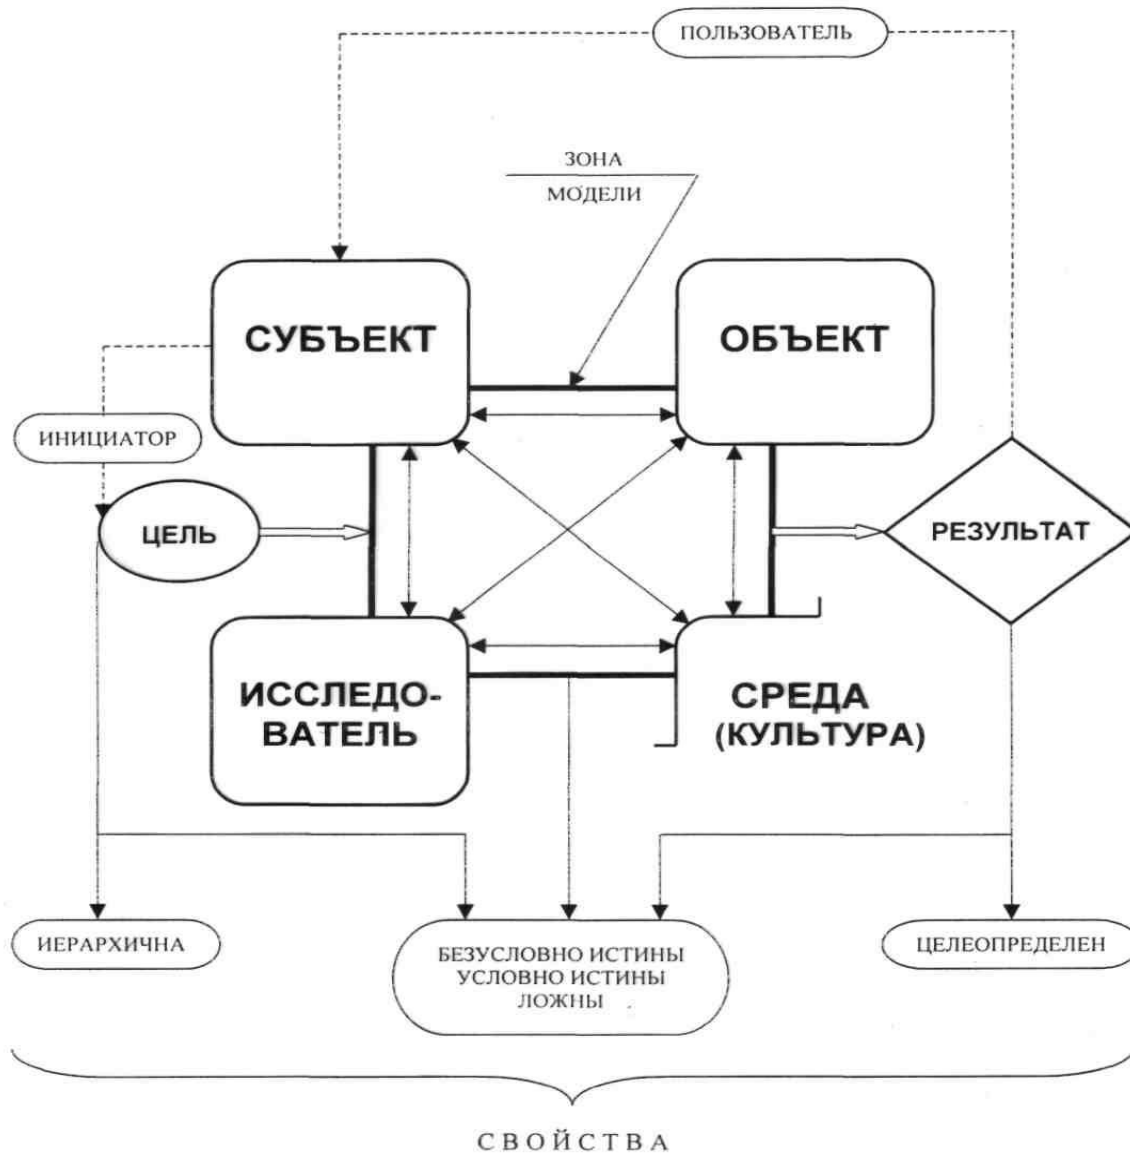 ПОЛЬЗОВАТЕЛЬ
ЗОНА
МОДЕЛИ
СУБЪЕКТ
ОБЪЕКТ
ИНИЦИАТОР
ЦЕЛЬ
РЕЗУЛЬТАТ
ИССЛЕДО-
ВАТЕЛЬ
СРЕДА
(КУЛЬТУРА)
ИЕРАРХИЧНА
БЕЗУСЛОВНО ИСТИНЫ
УСЛОВНО ИСТИНЫ
ЛОЖНЫ
ЦЕЛЕОПРЕДЕЛЕН
СВОЙСТВА